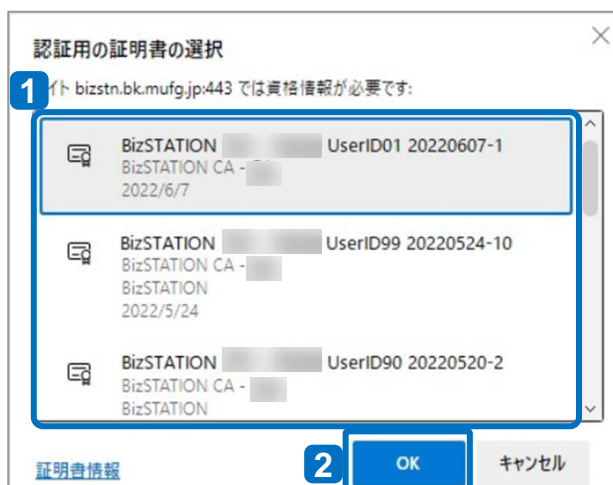 認証用の証明書の選択
1
イト bizstn.bk.mufg.jp:443 では資格情報が必要です:
BizSTATION UserID01 20220607-1
BizSTATION CA -
2022/6/7
BizSTATION UserID99 20220524-10
BizSTATION CA -
BizSTATION
2022/5/24
BizSTATION UserID90 20220520-2
BizSTATION CA -
BizSTATION
証明書情報
2
OK
キャンセル